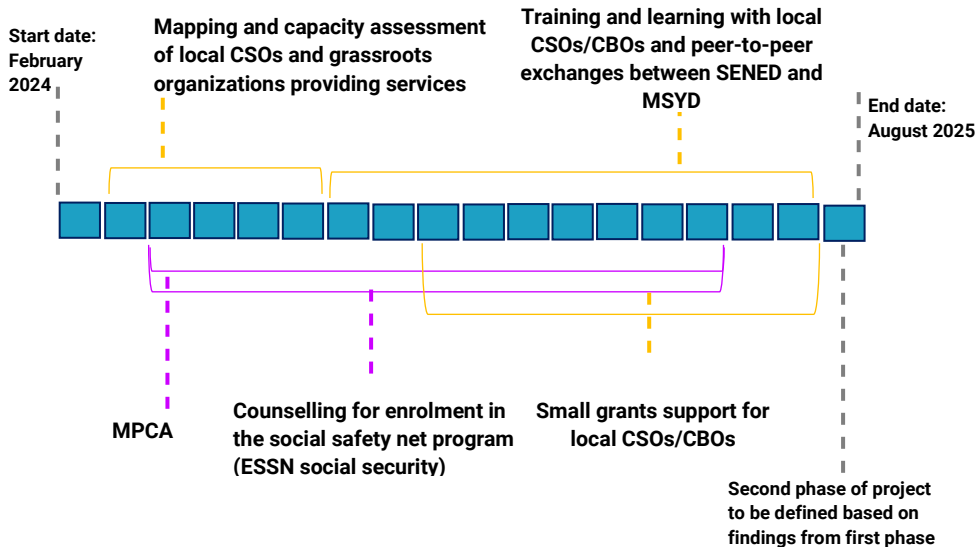 Start date:
February
2024
Mapping and capacity assessment
of local CSOs and grassroots
organizations providing services
Training and learning with local
CSOs/CBOs and peer-to-peer
exchanges between SENED and
MSYD
End date:
August 2025
MPCA
Counselling for enrolment in
the social safety net program
(ESSN social security)
Small grants support for
local CSOs/CBOs
Second phase of project
to be defined based on
findings from first phase